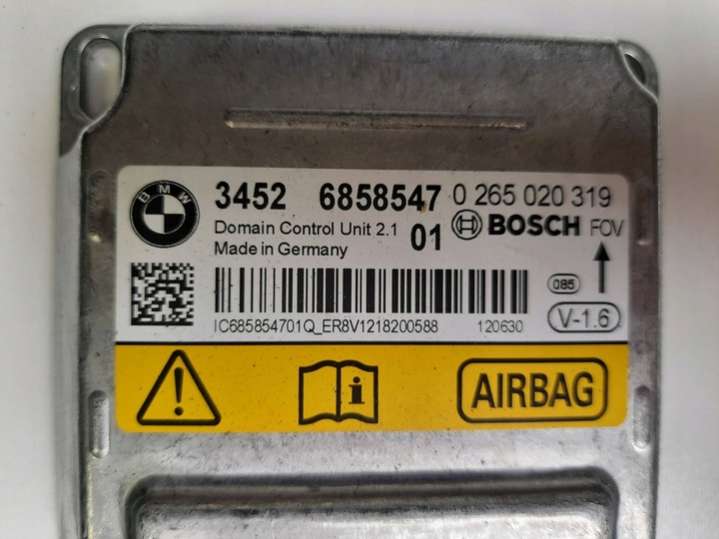 BMW
3452 6858547 0 265 020 319
Domain Control Unit 2.1 01 BOSCH FOV
Made in Germany
085
IC685854701Q_ER8V1218200588 120630 V-1.6
AIRBAG